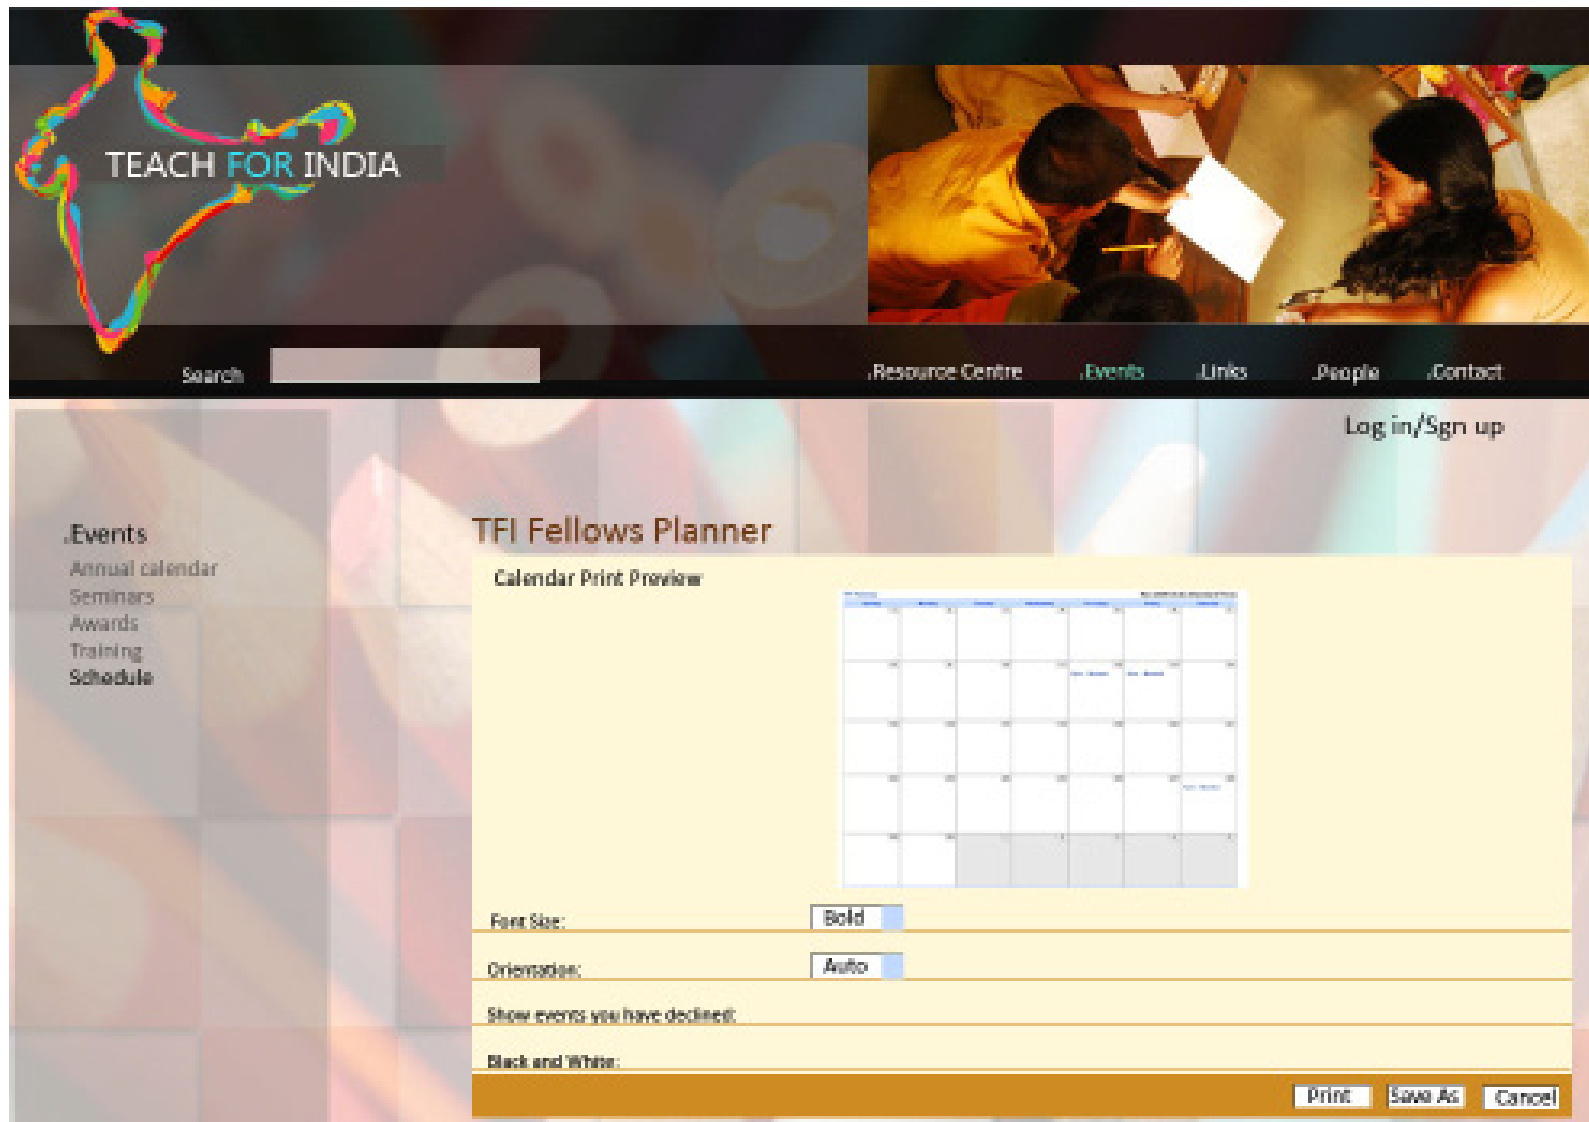 TEACH FOR INDIA
Search
.Resource Centre .Events .Links .People .Contact
Log in/Sgn up
.Events
Annual calendar
Seminars
Awards
Training
Schedule
TFI Fellows Planner
Calendar Print Preview
Font Size: Bold
Orientation: Auto
Show events you have declined:
Black and White:
Print Save As Cancel